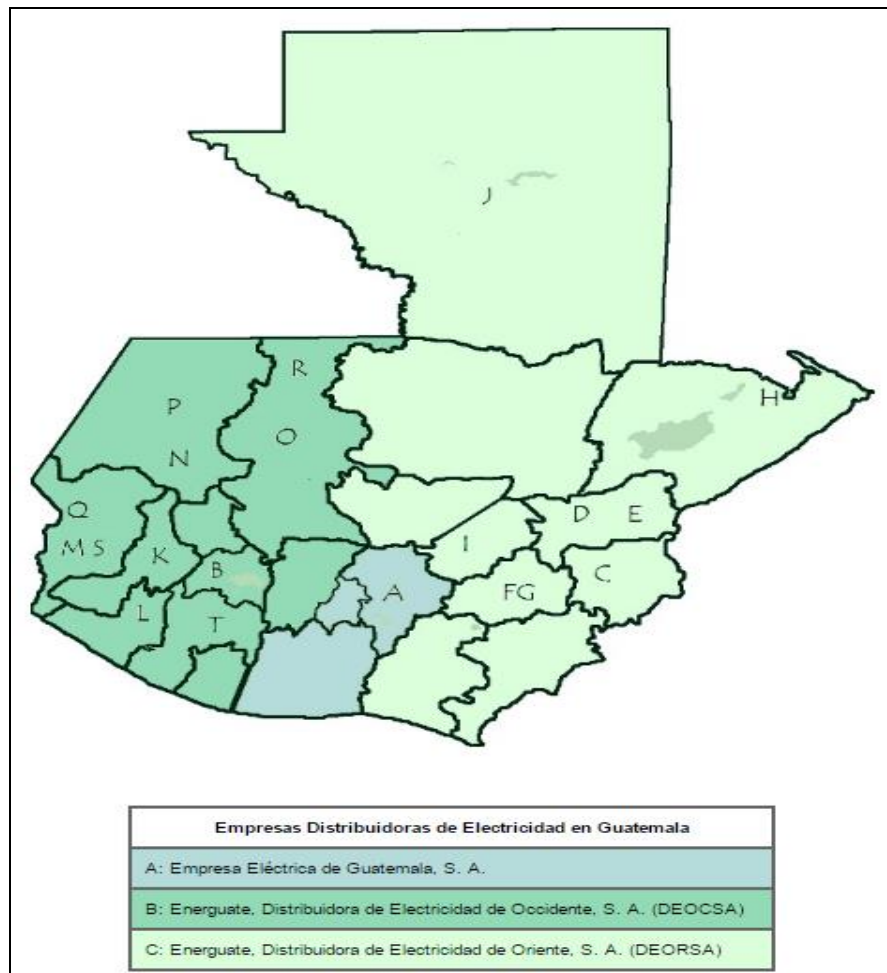 J
R
H
P
O
N
Q
D E
M S
I
K
B
C
A
FG
L
T
Empresas Distribuidoras de Electricidad en Guatemala
A: Empresa Eléctrica de Guatemala, S. A.
B: Energuate, Distribuidora de Electricidad de Occidente, S. A. (DEOCSA)
C: Energuate, Distribuidora de Electricidad de Oriente, S. A. (DEORSA)